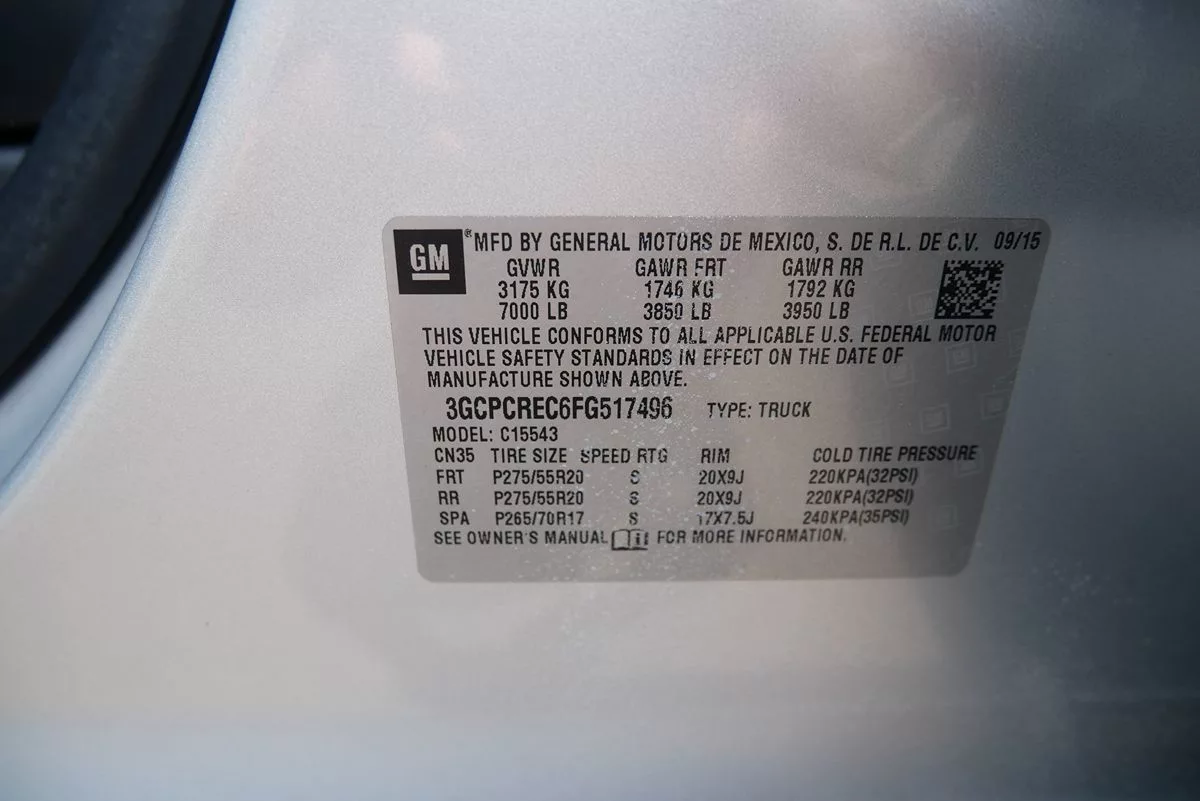 GM® MFD BY GENERAL MOTORS DE MEXICO, S. DE R.L. DE C.V. 09/15
GVWR GAWR FRT GAWR RR
3175 KG 1746 KG 1792 KG
7000 LB 3850 LB 3950 LB
THIS VEHICLE CONFORMS TO ALL APPLICABLE U.S. FEDERAL MOTOR
VEHICLE SAFETY STANDARDS IN EFFECT ON THE DATE OF
MANUFACTURE SHOWN ABOVE.
3GCPCREC6FG517496 TYPE: TRUCK
MODEL: C15543
CN35 TIRE SIZE SPEED RTG RIM COLD TIRE PRESSURE
FRT P275/55R20 S 20X9J 220KPA(32PSI)
RR P275/55R20 S 20X9J 220KPA(32PSI)
SPA P265/70R17 S 17X7.5J 240KPA(35PSI)
SEE OWNER'S MANUAL FOR MORE INFORMATION.